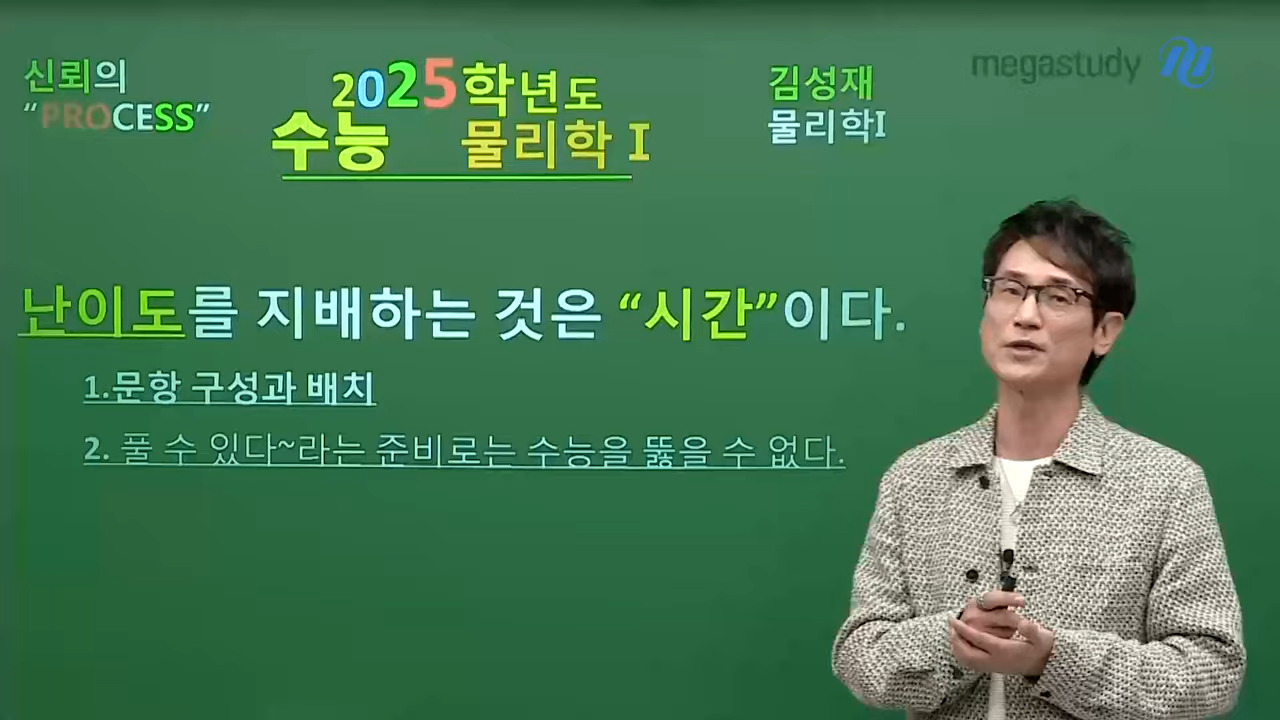 신뢰의
“PROCESS”
2025학년도
수능 물리학 I
김성재
물리학I
megastudy
난이도를 지배하는 것은 “시간”이다.
1.문항 구성과 배치
2. 풀 수 있다~라는 준비로는 수능을 뚫을 수 없다.